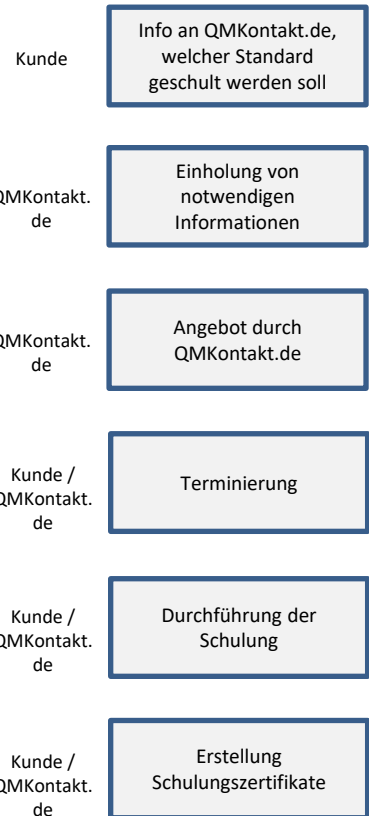 Kunde
Info an QMKontakt.de,
welcher Standard
geschult werden soll
QMKontakt.
de
Einholung von
notwendigen
Informationen
QMKontakt.
de
Angebot durch
QMKontakt.de
Kunde /
QMKontakt.
de
Terminierung
Kunde /
QMKontakt.
de
Durchführung der
Schulung
Kunde /
QMKontakt.
de
Erstellung
Schulungszertifikate